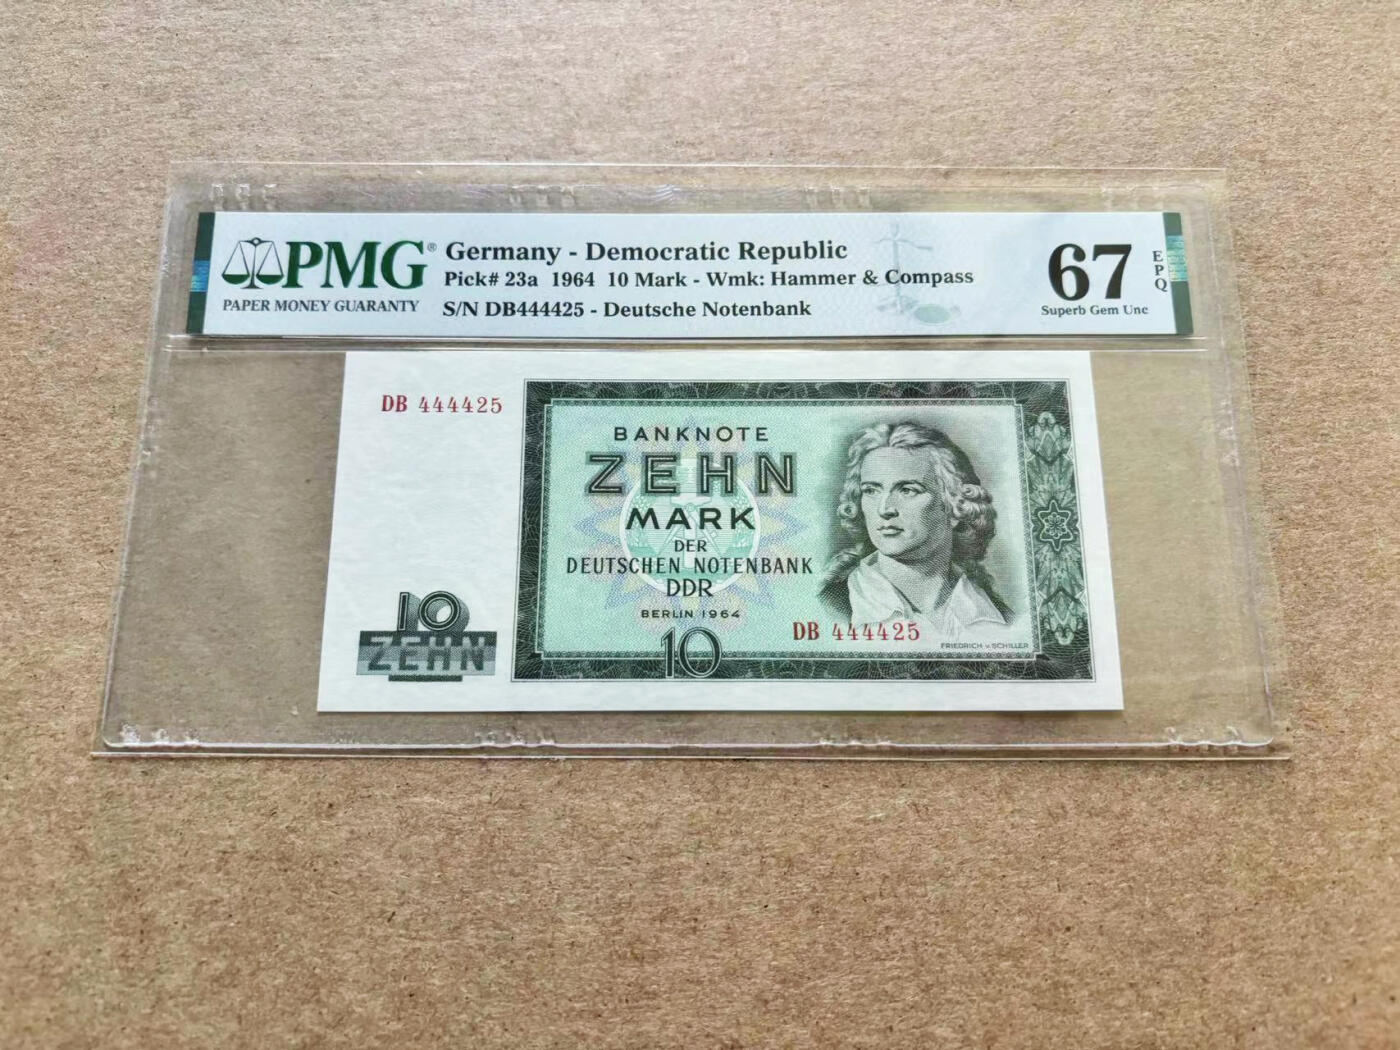 PMG®
PAPER MONEY GUARANTY
Germany - Democratic Republic
Pick# 23a 1964 10 Mark - Wmk: Hammer & Compass
S/N DB444425 - Deutsche Notenbank
67
Superb Gem Unc
EPQ
DB 444425
BANKNOTE
ZEHN
MARK
DER
DEUTSCHEN NOTENBANK
DDR
BERLIN 1964
10
DB 444425
FRIEDRICH v. SCHILLER
10
ZEHN